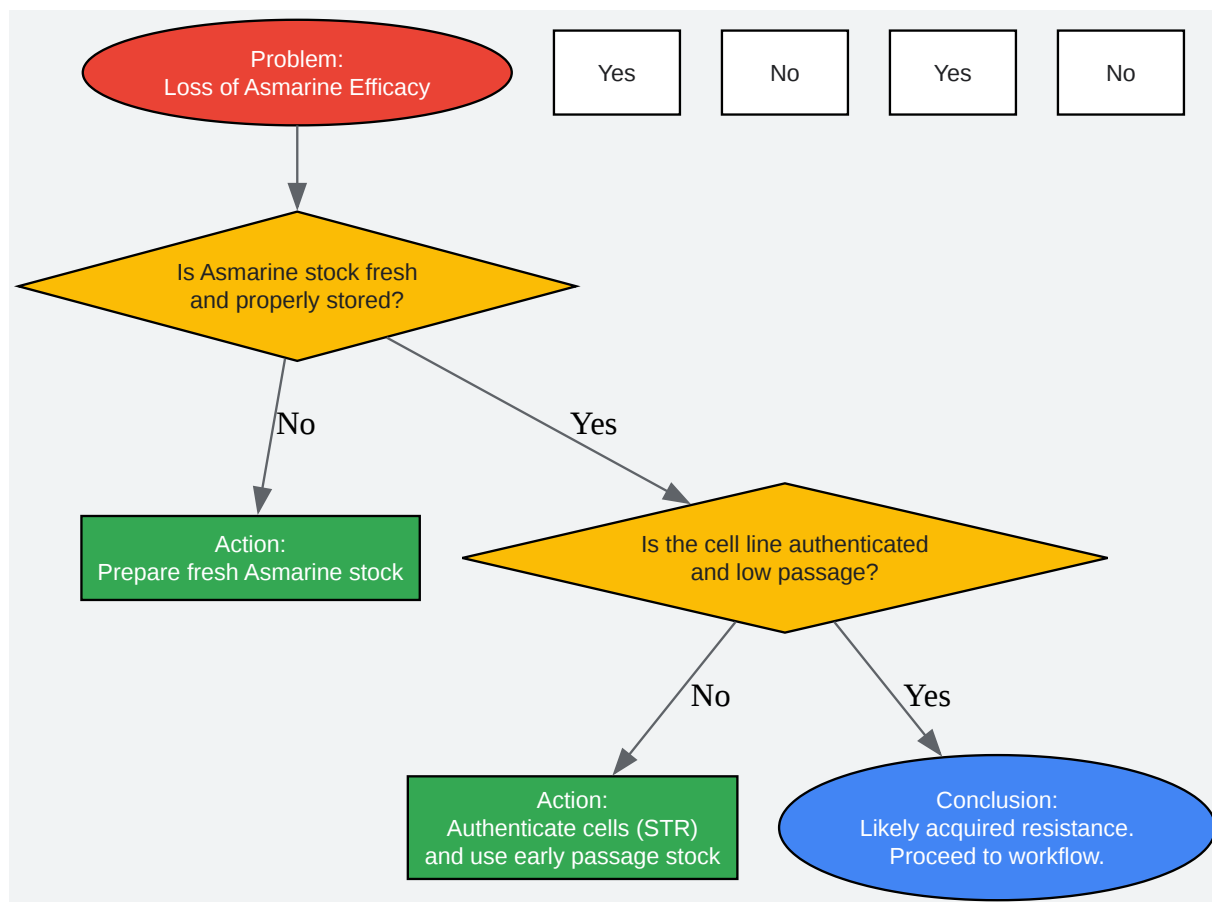 Problem:
Loss of Asmarine Efficacy
Yes
No
Yes
No
Is Asmarine stock fresh
and properly stored?
No
Yes
Action:
Prepare fresh Asmarine stock
Is the cell line authenticated
and low passage?
No
Yes
Action:
Authenticate cells (STR)
and use early passage stock
Conclusion:
Likely acquired resistance.
Proceed to workflow.